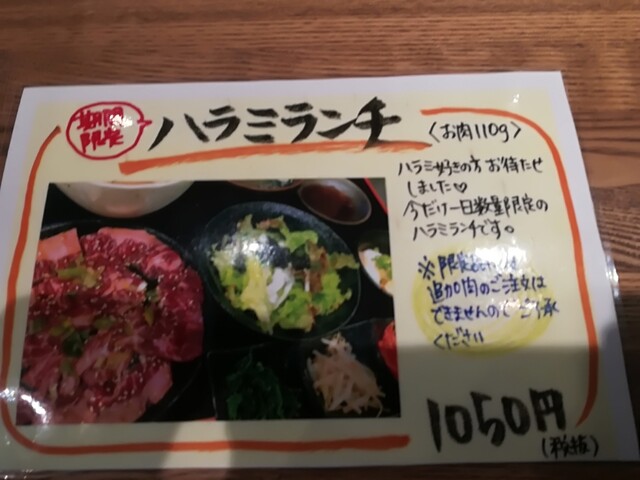 期間
限定
ハラミランチ
〈お肉110g〉
ハラミ好きの方 お待たせ
しました♡
今だけ一日数量限定の
ハラミランチです。
※限定
追加肉のご注文は
できませんのでご了承
ください
1050円
(税抜)